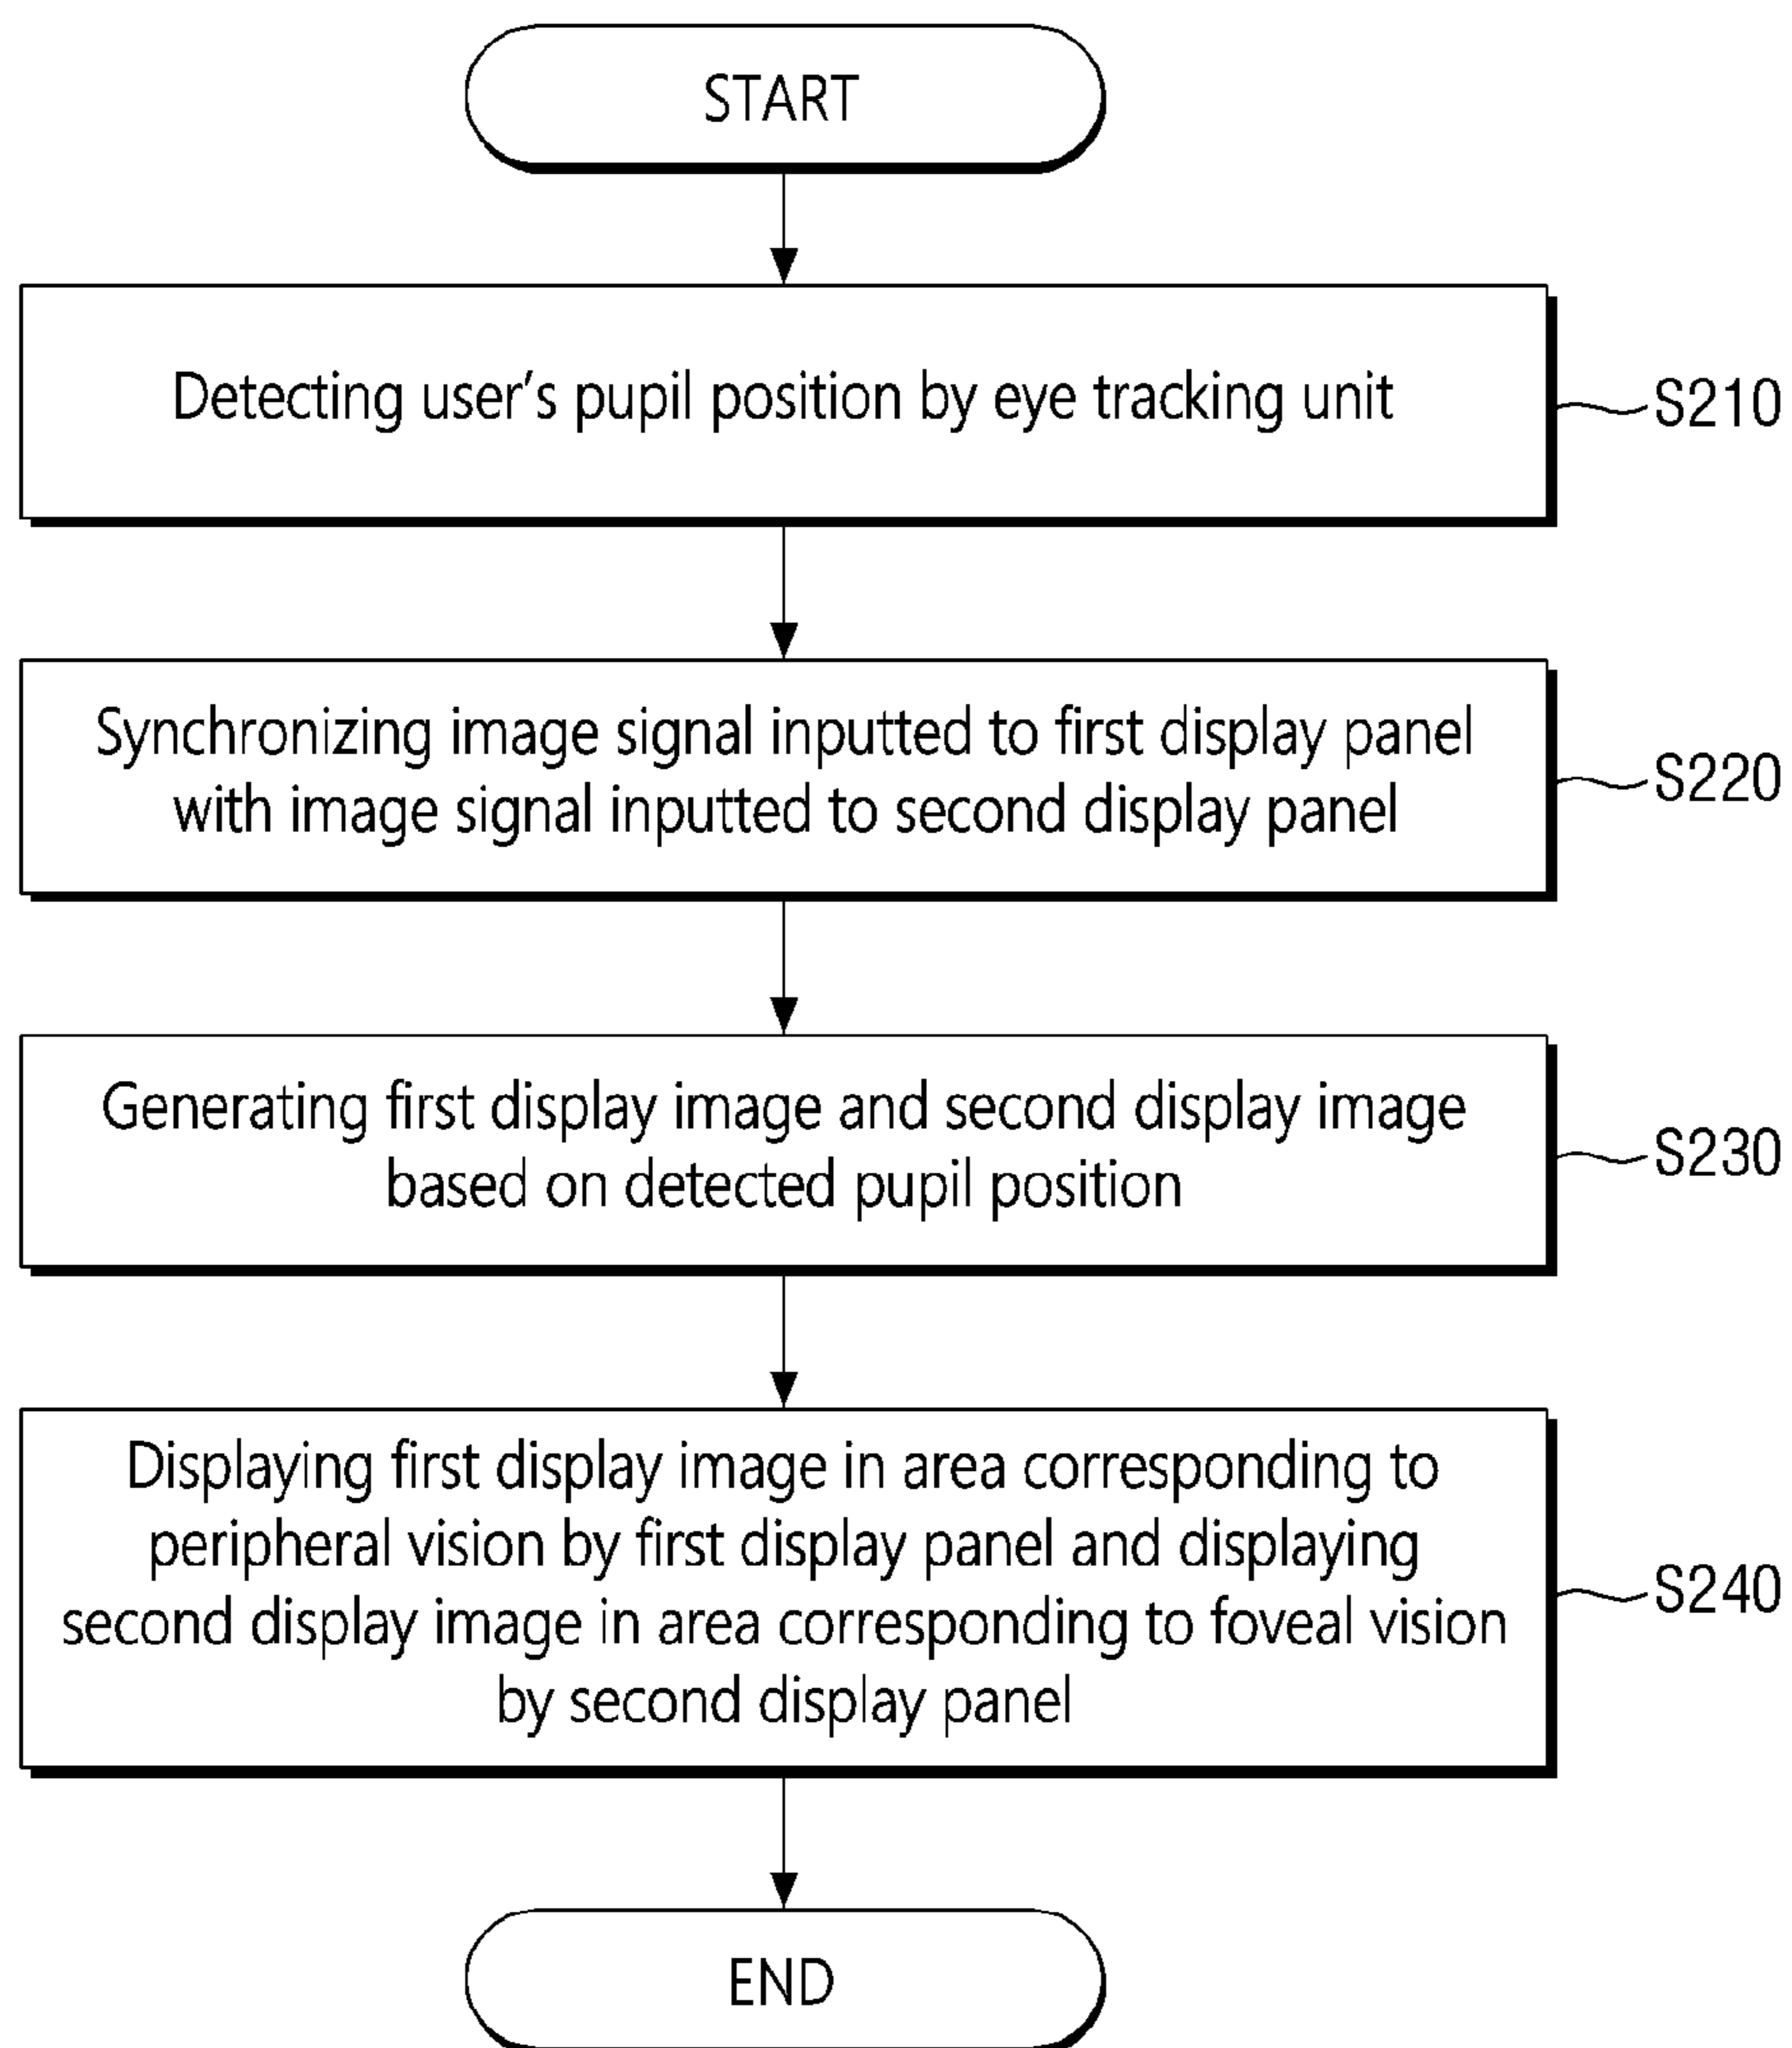 START
Detecting user's pupil position by eye tracking unit
S210
Synchronizing image signal inputted to first display panel
with image signal inputted to second display panel
S220
Generating first display image and second display image
based on detected pupil position
S230
Displaying first display image in area corresponding to
peripheral vision by first display panel and displaying
second display image in area corresponding to foveal vision
by second display panel
S240
END